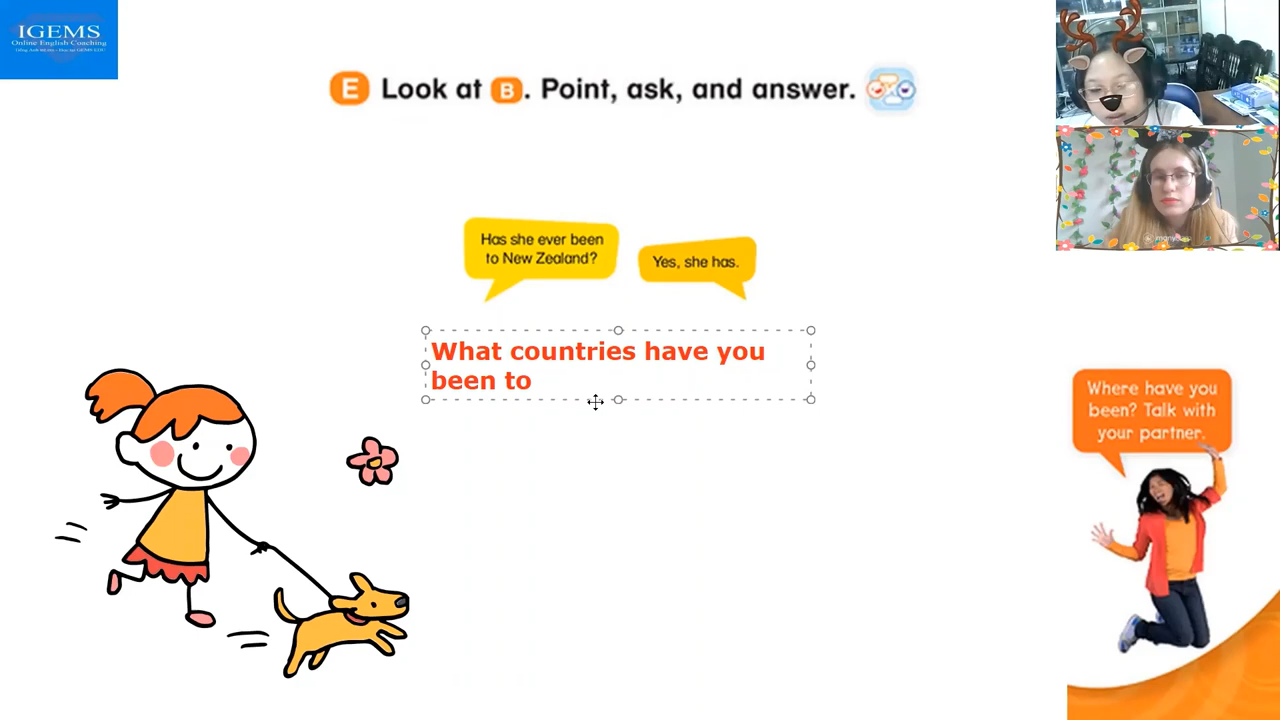 IGEMS
Online English Coaching
E Look at B. Point, ask, and answer.
Has she ever been
to New Zealand?
Yes, she has.
What countries have you
been to
Where have you
been? Talk with
your partner.